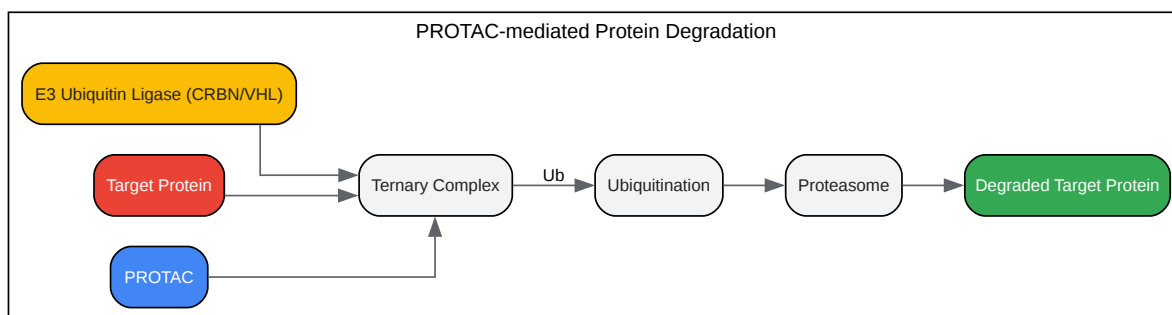 PROTAC-mediated Protein Degradation
E3 Ubiquitin Ligase (CRBN/VHL)
Target Protein
PROTAC
Ternary Complex
Ub
Ubiquitination
Proteasome
Degraded Target Protein